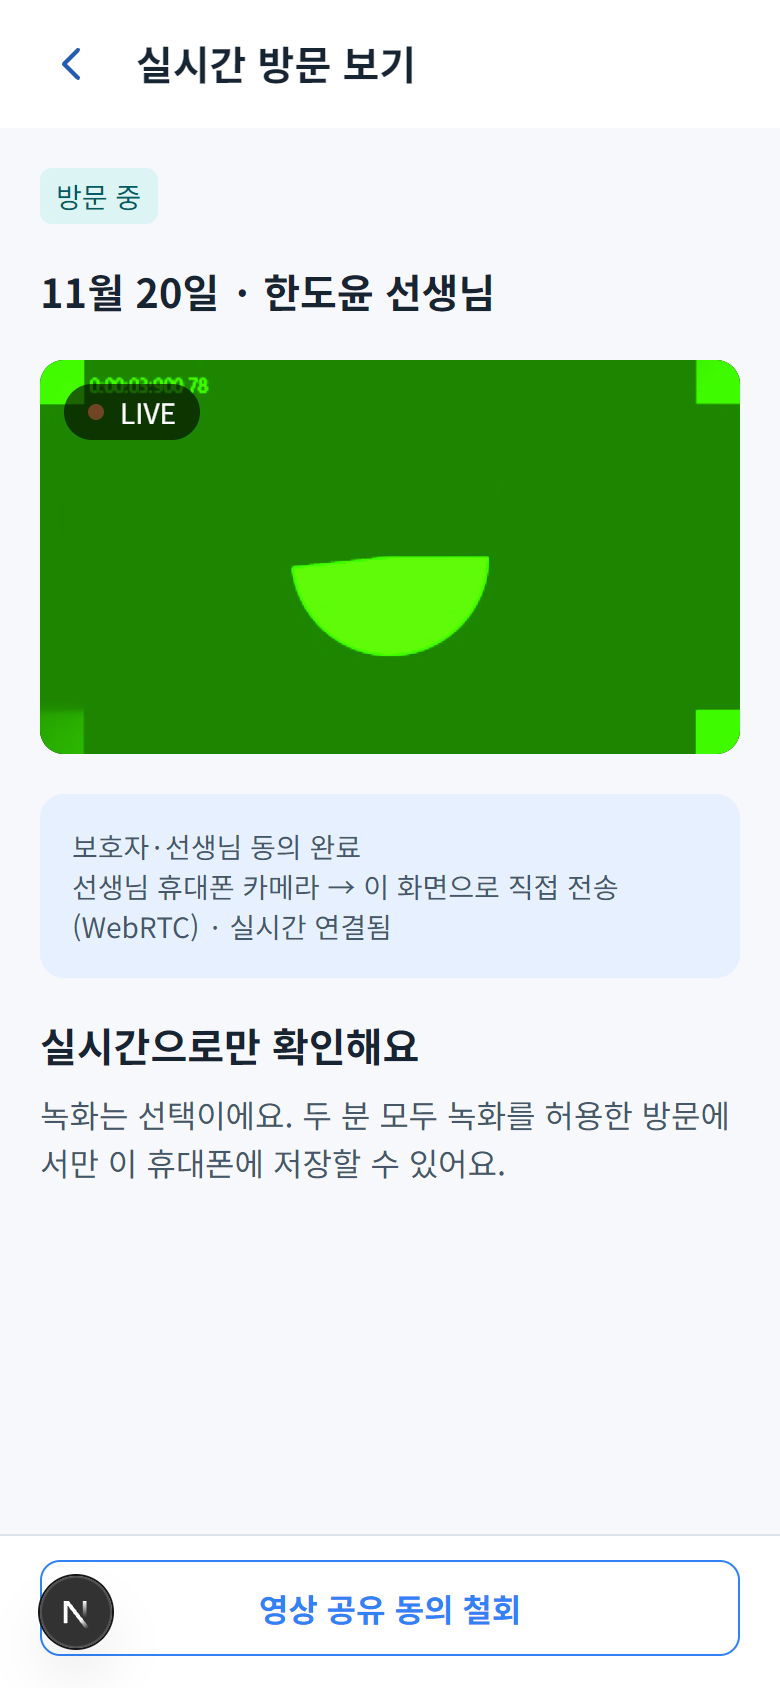 실시간 방문 보기
방문 중
11월 20일 · 한도윤 선생님
LIVE
보호자·선생님 동의 완료
선생님 휴대폰 카메라 → 이 화면으로 직접 전송
(WebRTC) · 실시간 연결됨
실시간으로만 확인해요
녹화는 선택이에요. 두 분 모두 녹화를 허용한 방문에
서만 이 휴대폰에 저장할 수 있어요.
N
영상 공유 동의 철회